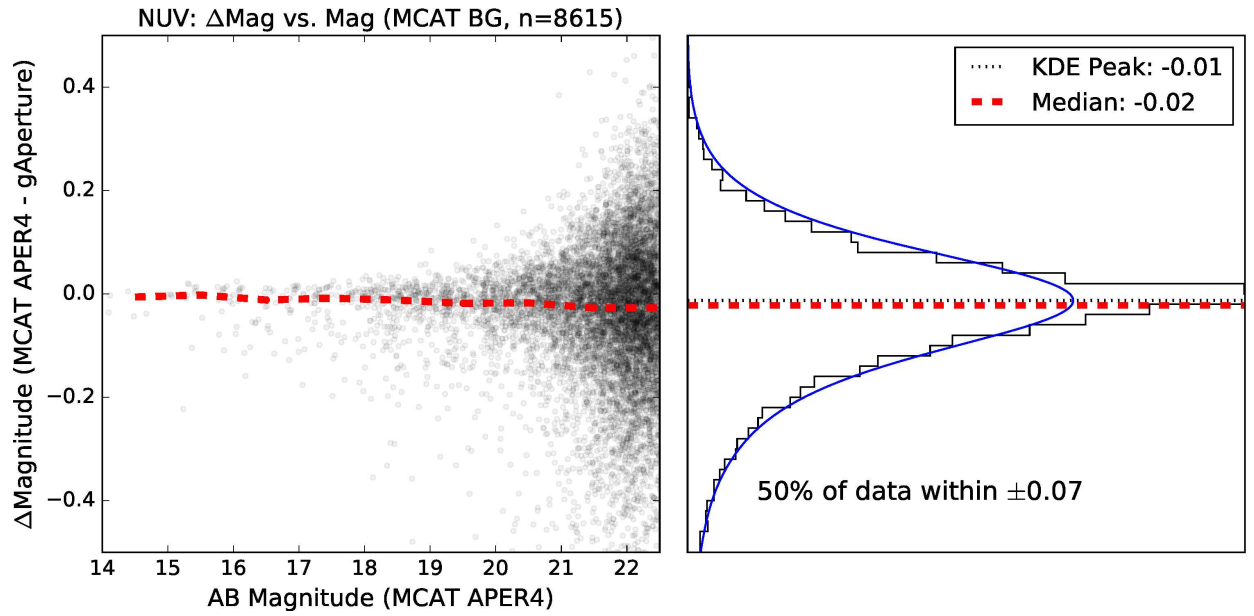 NUV: ΔMag vs. Mag (MCAT BG, n=8615)
ΔMagnitude (MCAT APER4 - gAperture)
0.4
0.2
0.0
−0.2
−0.4
14 15 16 17 18 19 20 21 22
AB Magnitude (MCAT APER4)
KDE Peak: -0.01
Median: -0.02
50% of data within ±0.07